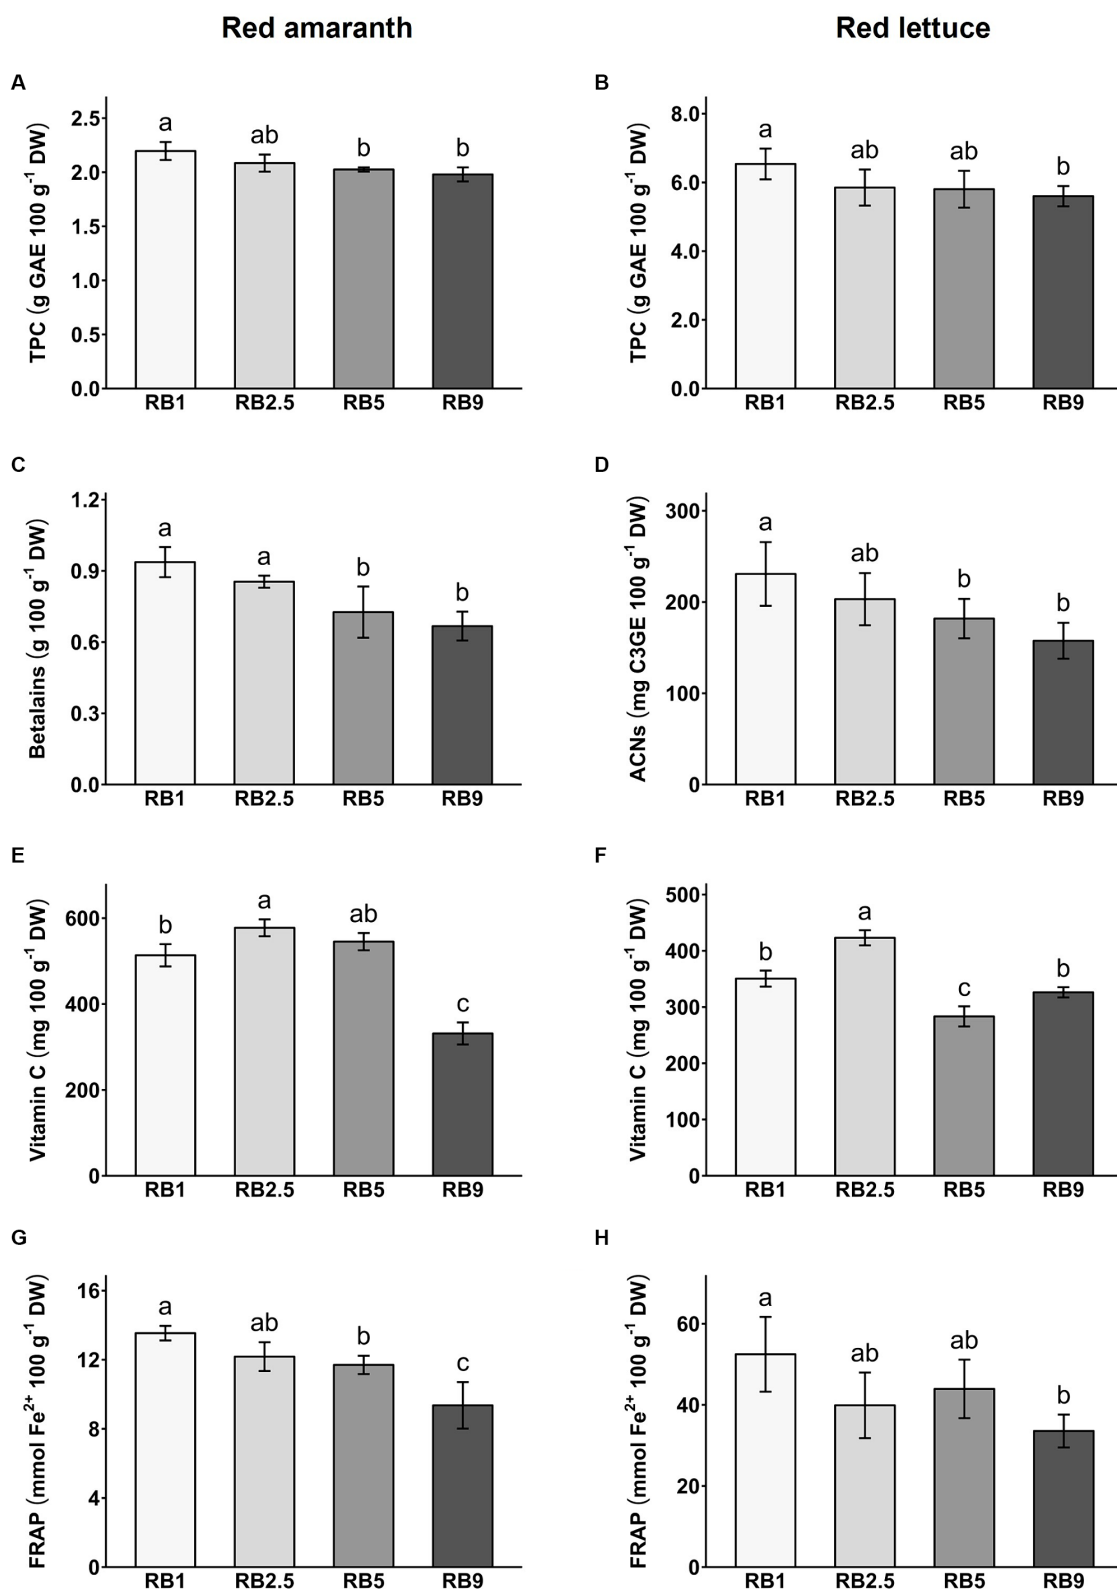 Red amaranth
Red lettuce
A
TPC (g GAE 100 g⁻¹ DW)
2.5
2.0
1.5
1.0
0.5
0.0
a
ab
b
b
RB1 RB2.5 RB5 RB9
B
TPC (g GAE 100 g⁻¹ DW)
8.0
6.0
4.0
2.0
0.0
a
ab
ab
b
RB1 RB2.5 RB5 RB9
C
Betalains (g 100 g⁻¹ DW)
1.2
0.9
0.6
0.3
0.0
a
a
b
b
RB1 RB2.5 RB5 RB9
D
ACNs (mg C3GE 100 g⁻¹ DW)
300
200
100
0
a
ab
b
b
RB1 RB2.5 RB5 RB9
E
Vitamin C (mg 100 g⁻¹ DW)
600
400
200
0
b
a
ab
c
RB1 RB2.5 RB5 RB9
F
Vitamin C (mg 100 g⁻¹ DW)
500
400
300
200
100
0
b
a
c
b
RB1 RB2.5 RB5 RB9
G
FRAP (mmol Fe²⁺ 100 g⁻¹ DW)
16
12
8
4
0
a
ab
b
c
RB1 RB2.5 RB5 RB9
H
FRAP (mmol Fe²⁺ 100 g⁻¹ DW)
60
40
20
0
a
ab
ab
b
RB1 RB2.5 RB5 RB9